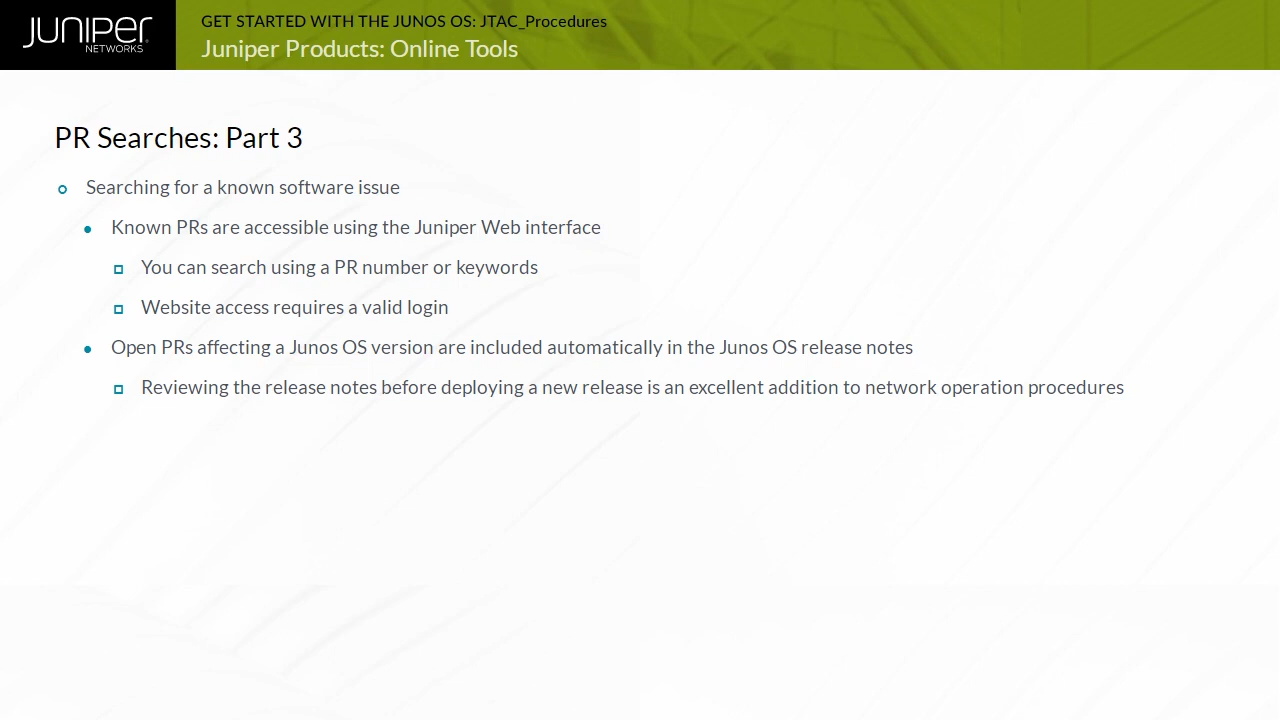 JUNIPEr
NETWORKS
GET STARTED WITH THE JUNOS OS: JTAC_Procedures
Juniper Products: Online Tools
PR Searches: Part 3
Searching for a known software issue
Known PRs are accessible using the Juniper Web interface
You can search using a PR number or keywords
Website access requires a valid login
Open PRs affecting a Junos OS version are included automatically in the Junos OS release notes
Reviewing the release notes before deploying a new release is an excellent addition to network operation procedures